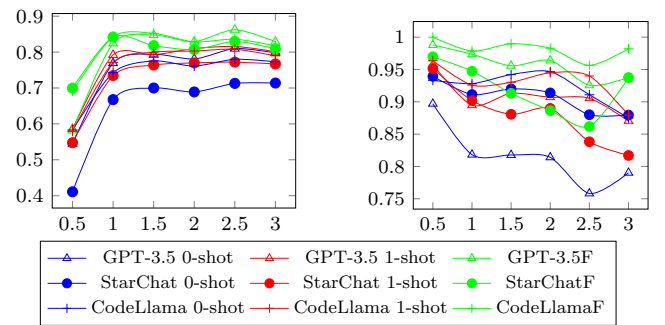 0.9
0.8
0.7
0.6
0.5
0.4
0.5 1 1.5 2 2.5 3
1
0.95
0.9
0.85
0.8
0.75
0.5 1 1.5 2 2.5 3
GPT-3.5 0-shot GPT-3.5 1-shot GPT-3.5F
StarChat 0-shot StarChat 1-shot StarChatF
CodeLlama 0-shot CodeLlama 1-shot CodeLlamaF